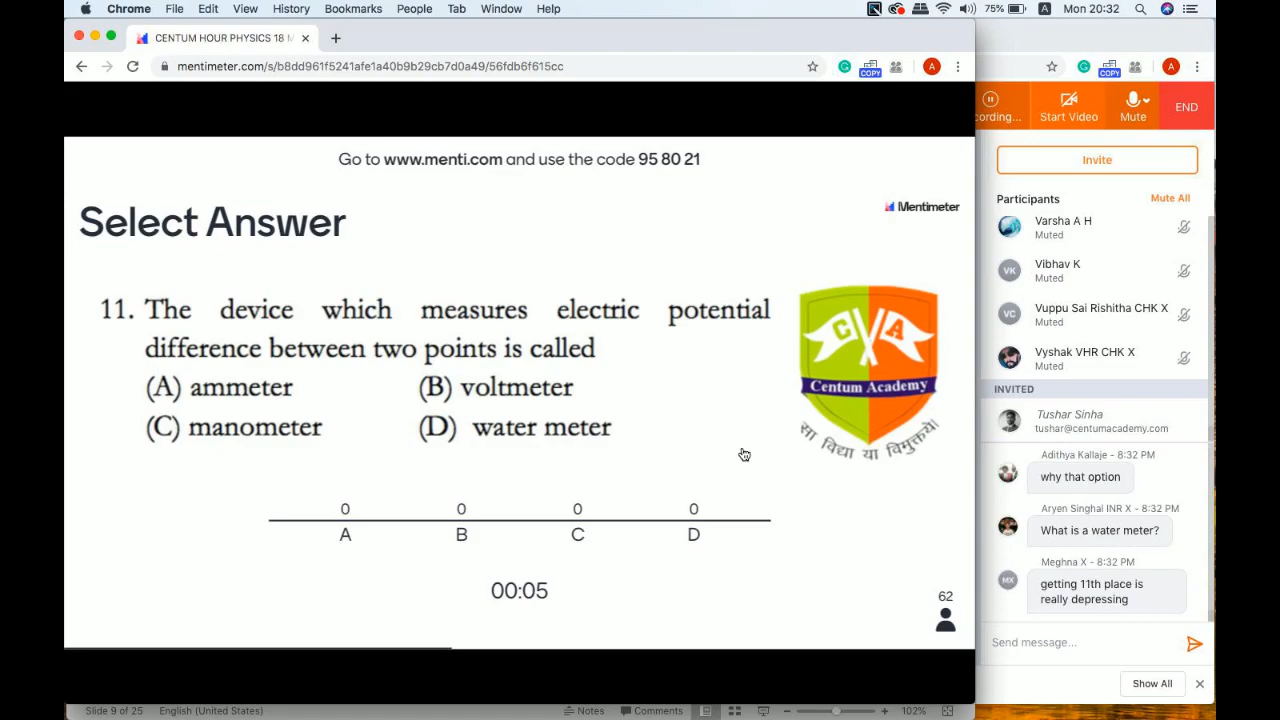 Chrome File Edit View History Bookmarks People Tab Window Help 75% A Mon 20:32
CENTUM HOUR PHYSICS 18 M
mentimeter.com/s/b8dd961f5241afe1a40b9b29cb7d0a49/56fdb6f615cc COPY A
COPY A
Go to www.menti.com and use the code 95 80 21
Mentimeter
Select Answer
11. The device which measures electric potential
difference between two points is called
(A) ammeter (B) voltmeter
(C) manometer (D) water meter
C A
Centum Academy
सा विद्या या विमुक्तये।
0 0 0 0
A B C D
00:05
62
cording... Start Video Mute END
Invite
Participants Mute All
Varsha A H
Muted
VK Vibhav K
Muted
VC Vuppu Sai Rishitha CHK X
Muted
Vyshak VHR CHK X
Muted
INVITED
Tushar Sinha
tushar@centumacademy.com
Adithya Kallaje - 8:32 PM
why that option
Aryen Singhai INR X - 8:32 PM
What is a water meter?
Meghna X - 8:32 PM
MX getting 11th place is
really depressing
Send message...
Show All
Slide 9 of 25 English (United States) Notes Comments 102%